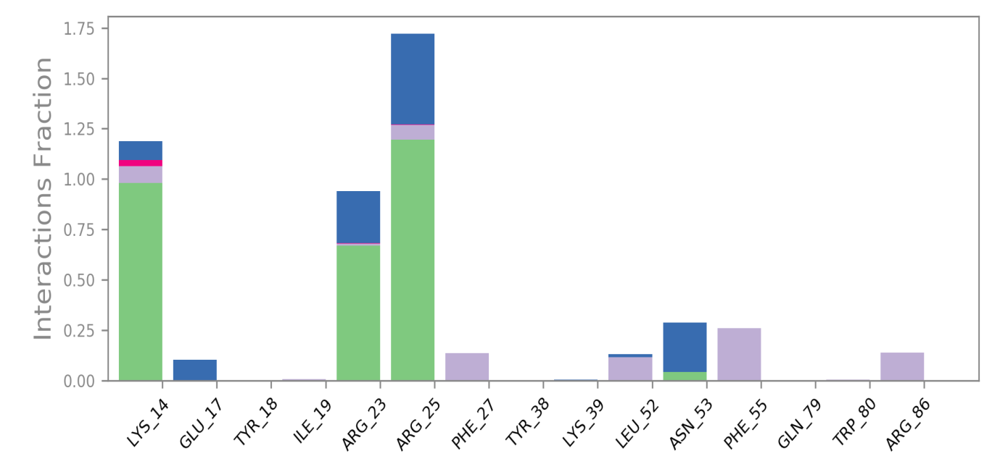 Interactions Fraction
1.75
1.50
1.25
1.00
0.75
0.50
0.25
0.00
LYS_14
GLU_17
TYR_18
ILE_19
ARG_23
ARG_25
PHE_27
TYR_38
LYS_39
LEU_52
ASN_53
PHE_55
GLN_79
TRP_80
ARG_86